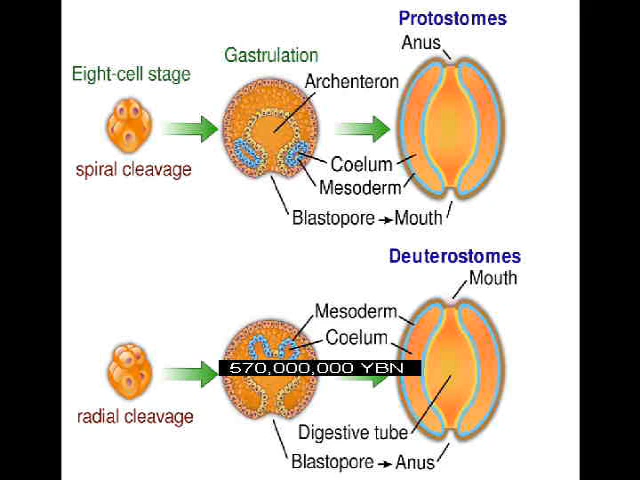 Protostomes
Anus
Gastrulation
Eight-cell stage
Archenteron
spiral cleavage
Coelum
Mesoderm
Blastopore → Mouth
Deuterostomes
Mouth
Mesoderm
Coelum
570,000,000 YBN
radial cleavage
Digestive tube
Blastopore → Anus